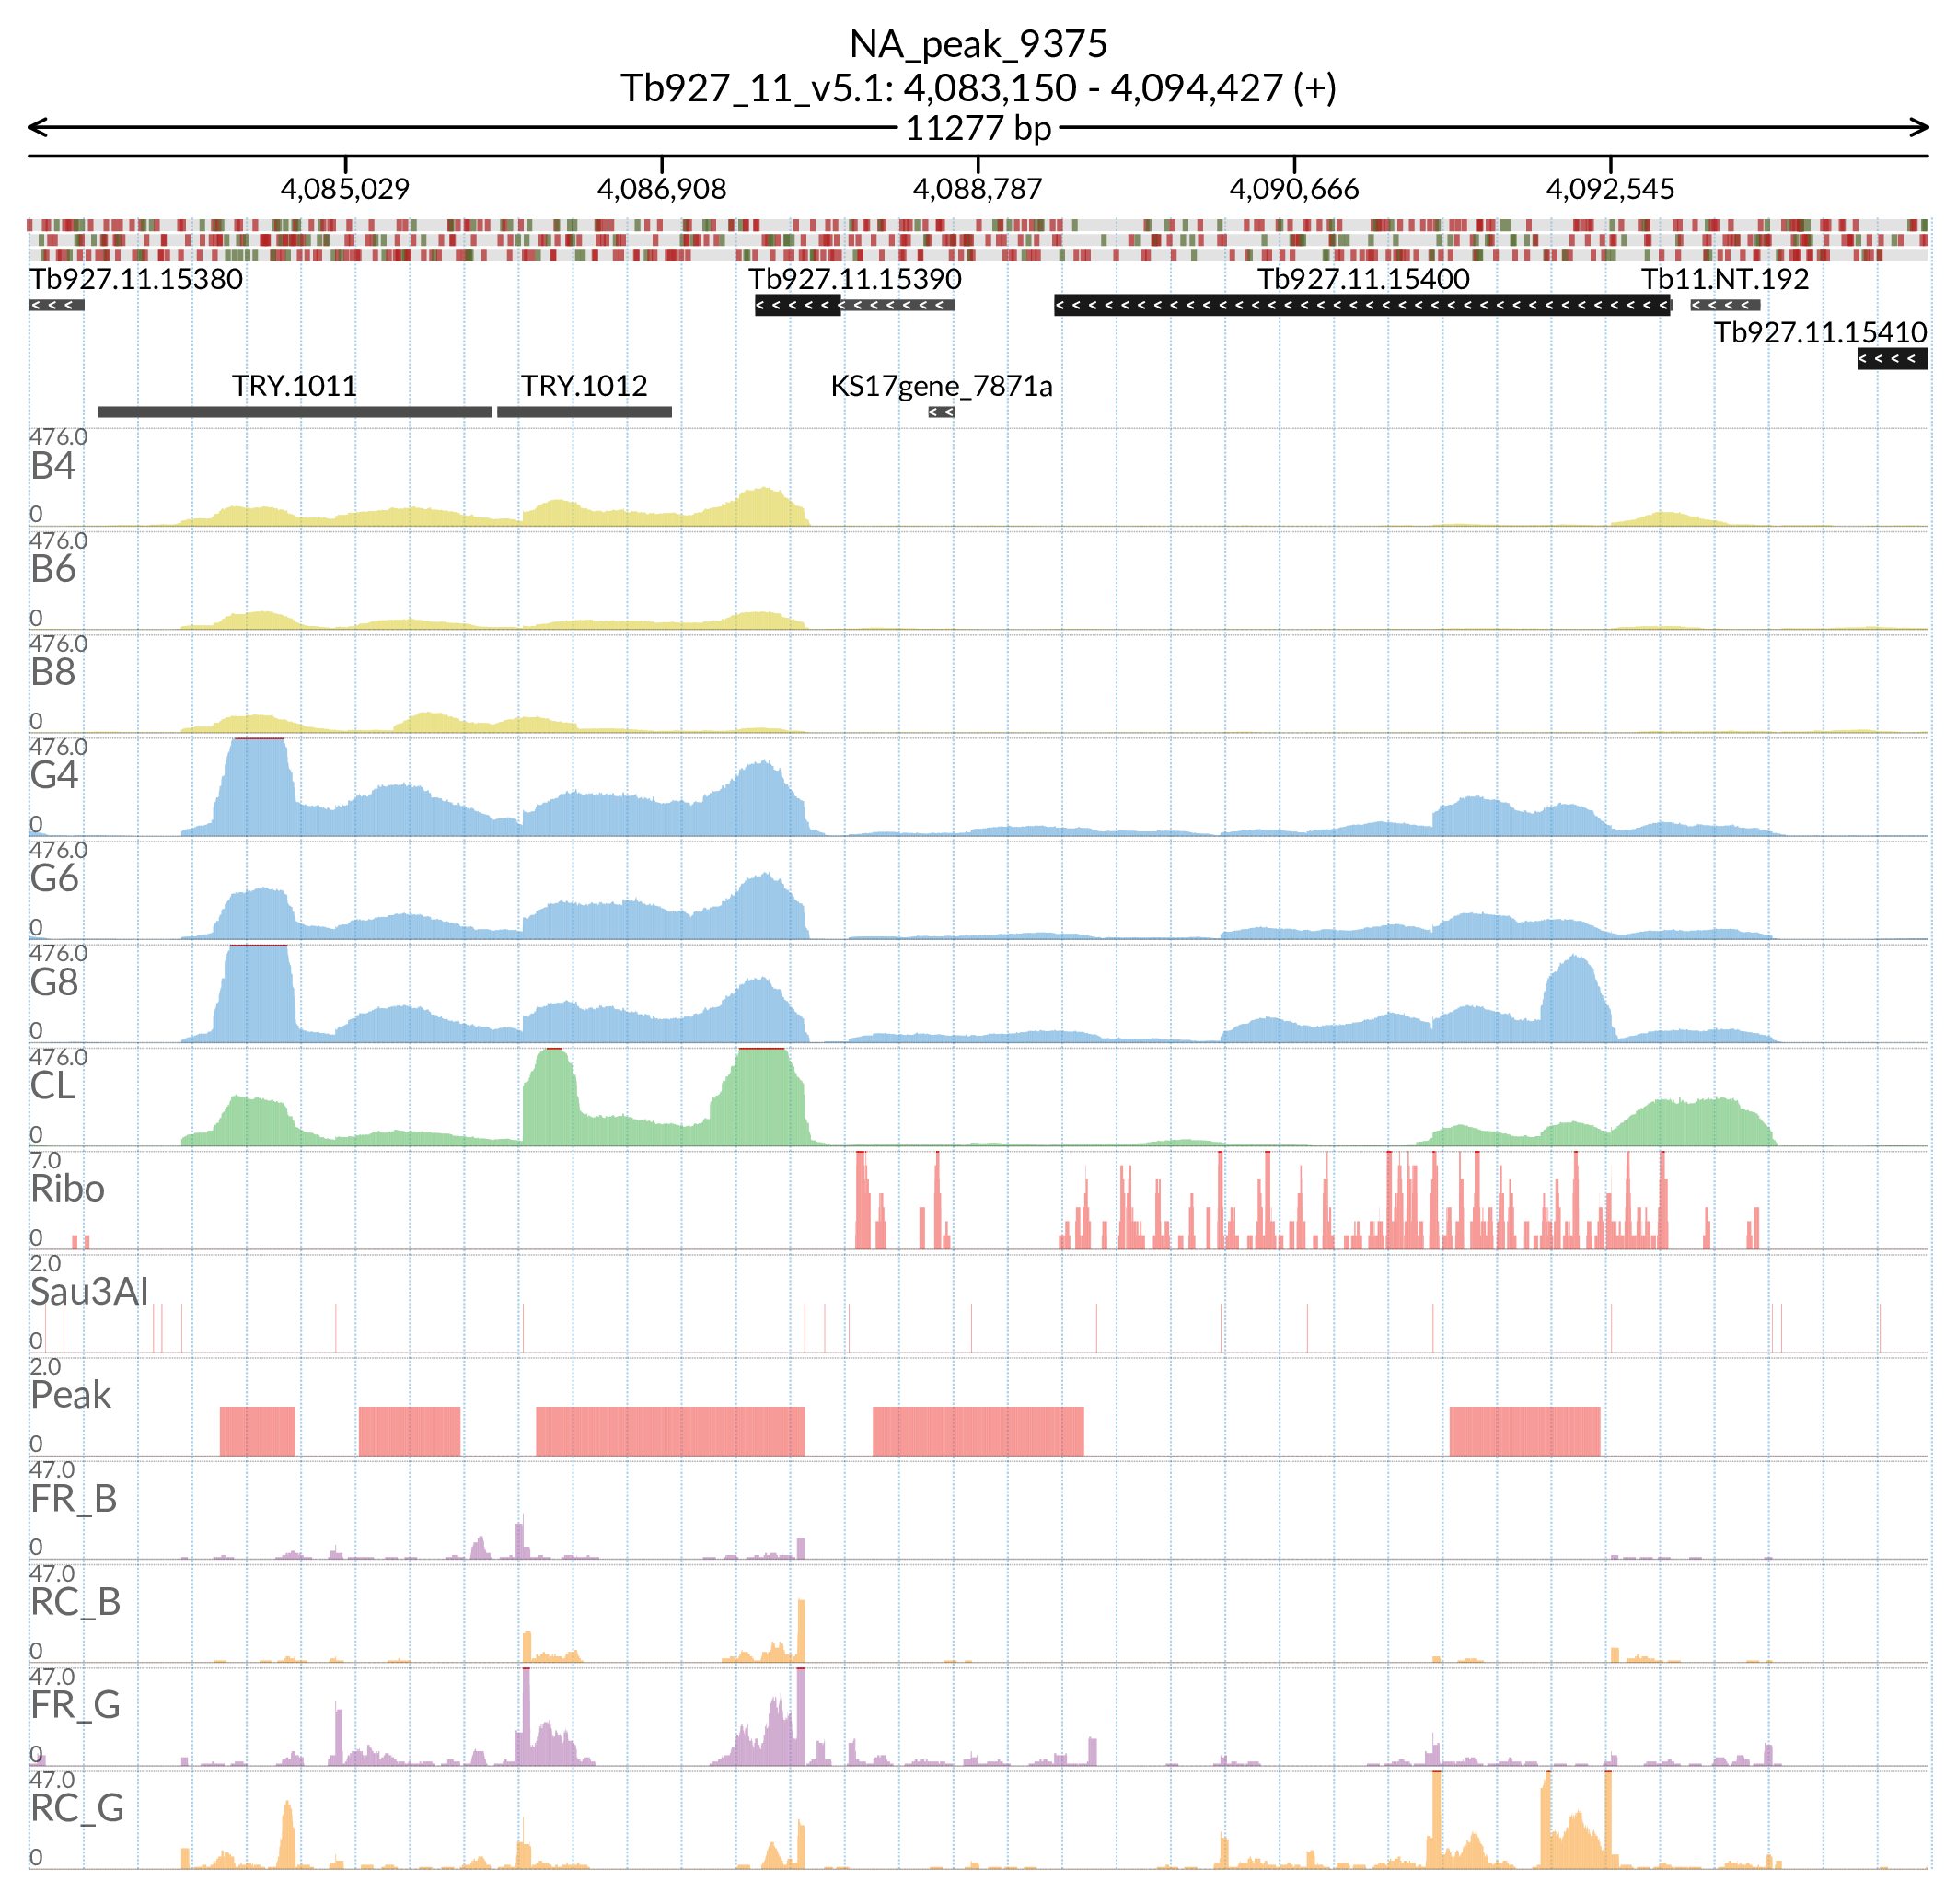 NA_peak_9375
Tb927_11_v5.1: 4,083,150 - 4,094,427 (+)
11277 bp
4,085,029 4,086,908 4,088,787 4,090,666 4,092,545
Tb927.11.15380 Tb927.11.15390 Tb927.11.15400 Tb11.NT.192
Tb927.11.15410
TRY.1011 TRY.1012 KS17gene_7871a
476.0
B4
0
476.0
B6
0
476.0
B8
0
476.0
G4
0
476.0
G6
0
476.0
G8
0
476.0
CL
0
7.0
Ribo
0
2.0
Sau3AI
0
2.0
Peak
0
47.0
FR_B
0
47.0
RC_B
0
47.0
FR_G
0
47.0
RC_G
0